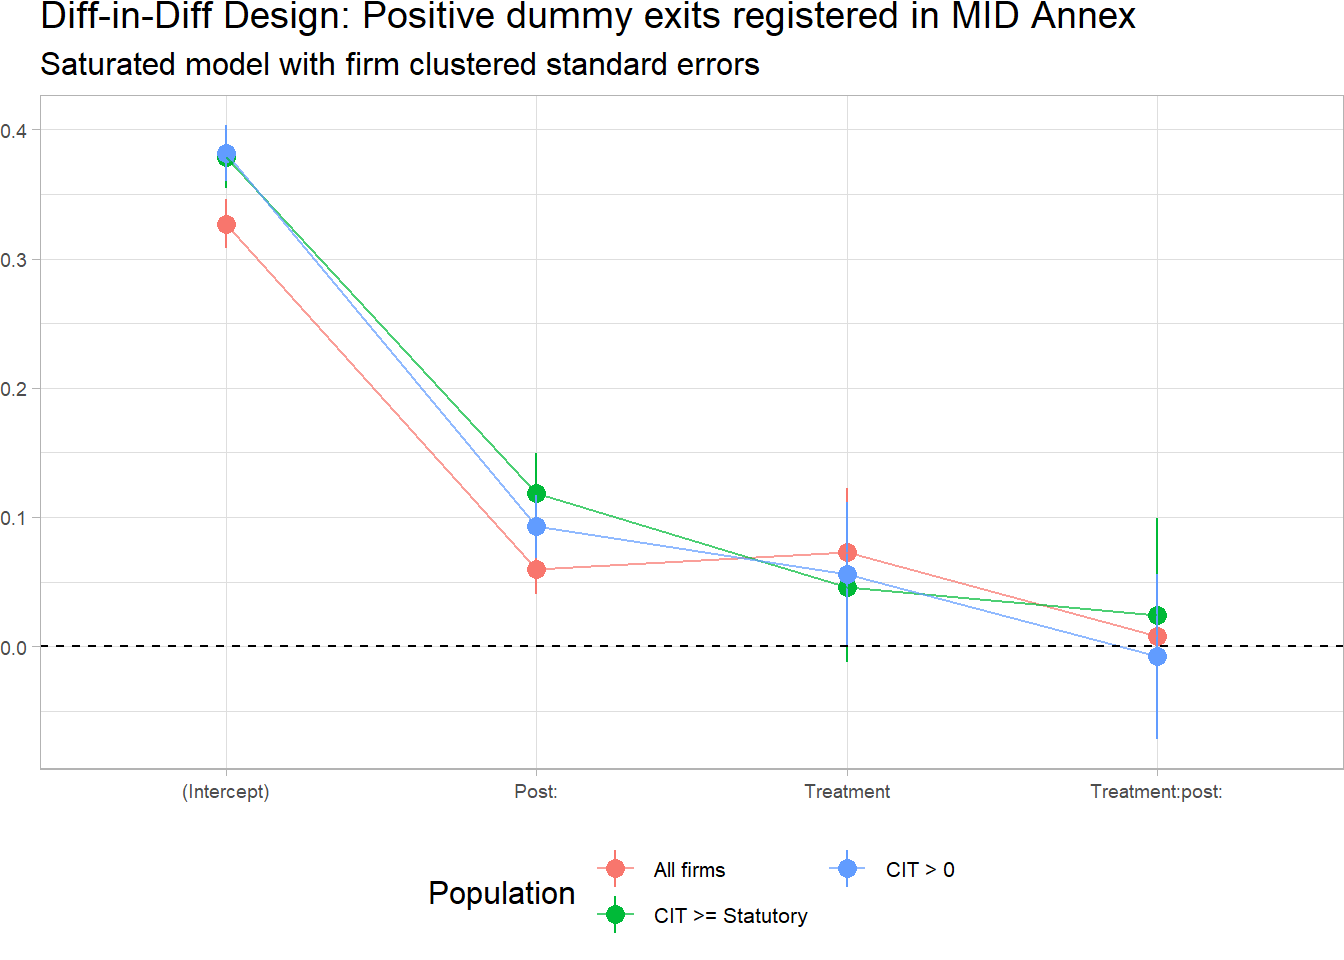 Diff-in-Diff Design: Positive dummy exits registered in MID Annex
Saturated model with firm clustered standard errors
0.4
0.3
0.2
0.1
0.0
(Intercept)
Post:
Treatment
Treatment:post:
Population
All firms
CIT > 0
CIT >= Statutory